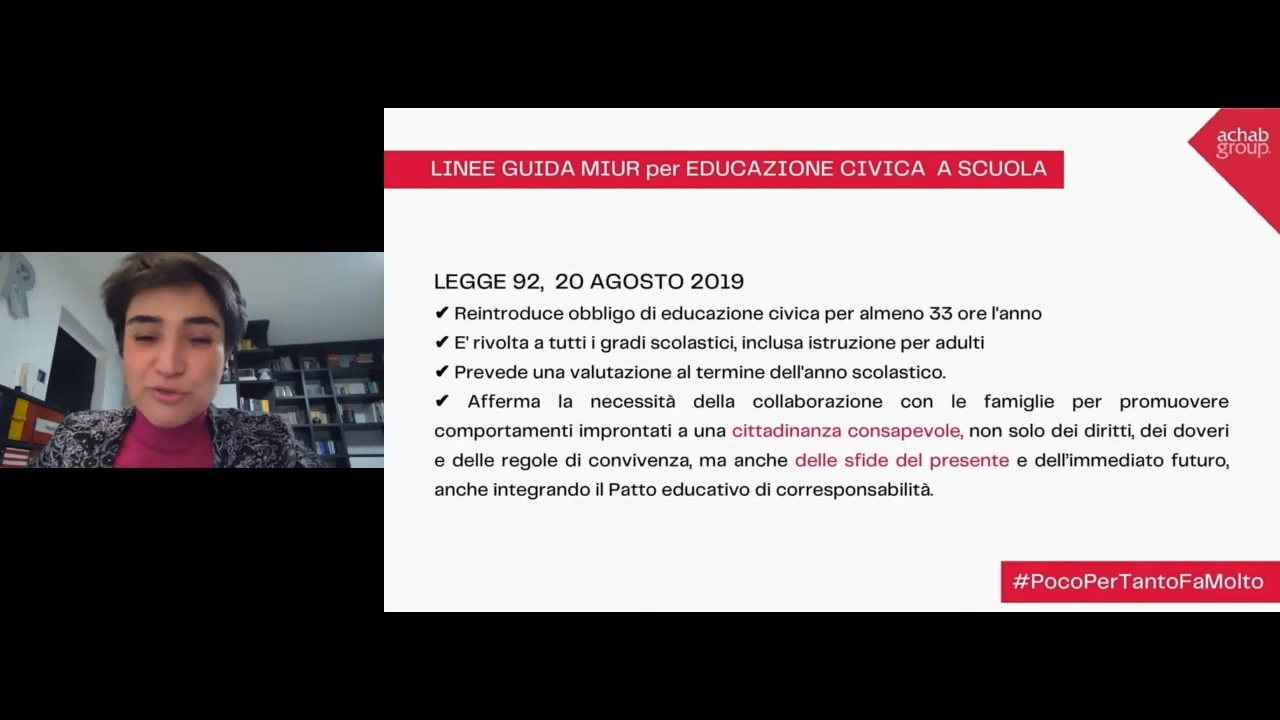 achab
group.
LINEE GUIDA MIUR per EDUCAZIONE CIVICA A SCUOLA
LEGGE 92, 20 AGOSTO 2019
✔ Reintroduce obbligo di educazione civica per almeno 33 ore l'anno
✔ E' rivolta a tutti i gradi scolastici, inclusa istruzione per adulti
✔ Prevede una valutazione al termine dell'anno scolastico.
✔ Afferma la necessità della collaborazione con le famiglie per promuovere
comportamenti improntati a una cittadinanza consapevole, non solo dei diritti, dei doveri
e delle regole di convivenza, ma anche delle sfide del presente e dell’immediato futuro,
anche integrando il Patto educativo di corresponsabilità.
#PocoPerTantoFaMolto